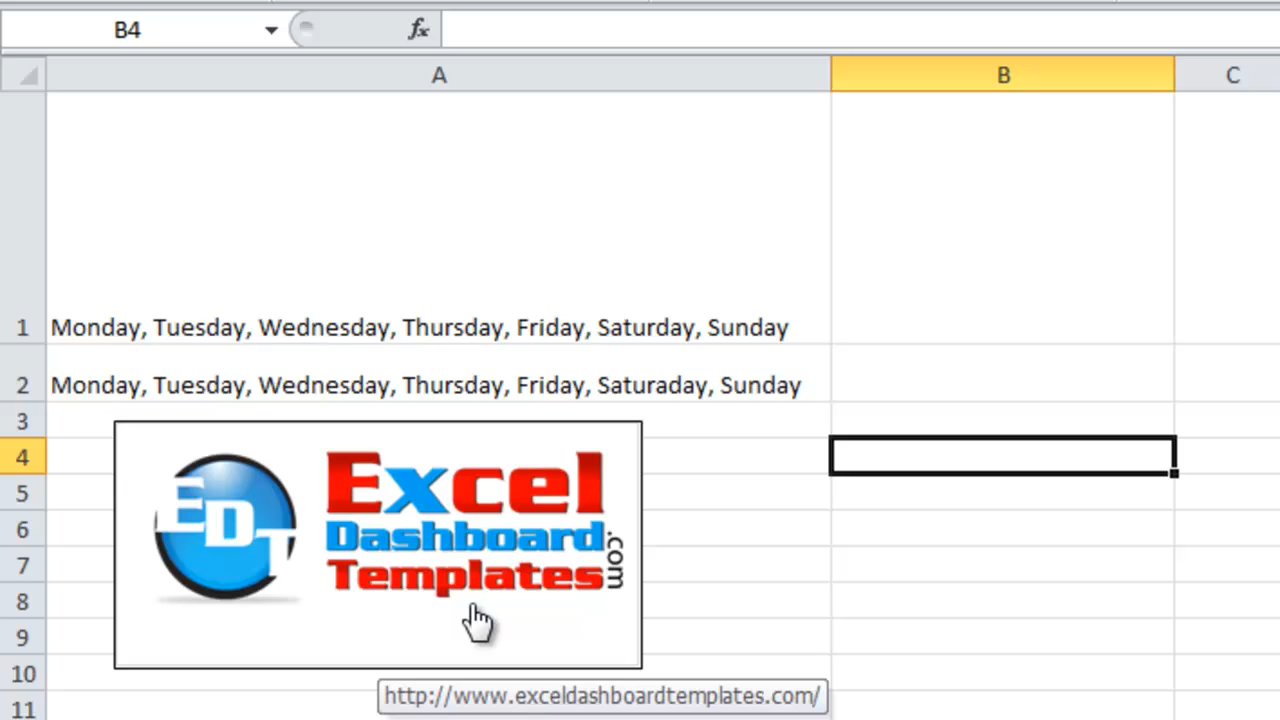 B4
fx
A B C
1 Monday, Tuesday, Wednesday, Thursday, Friday, Saturday, Sunday
2 Monday, Tuesday, Wednesday, Thursday, Friday, Saturaday, Sunday
3
4
5
6
7
8
9
10
11
EDT
Excel
Dashboard
Templates
.com
http://www.exceldashboardtemplates.com/